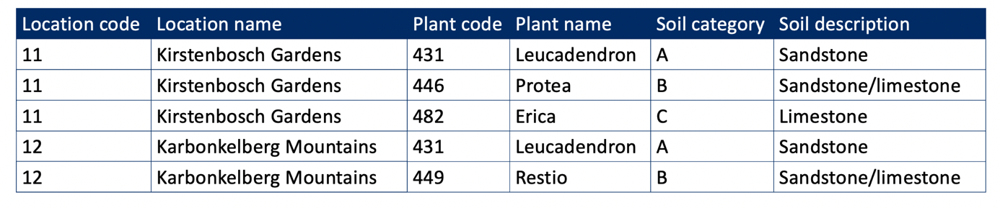 Location code Location name Plant code Plant name Soil category Soil description
11 Kirstenbosch Gardens 431 Leucadendron A Sandstone
11 Kirstenbosch Gardens 446 Protea B Sandstone/limestone
11 Kirstenbosch Gardens 482 Erica C Limestone
12 Karbonkelberg Mountains 431 Leucadendron A Sandstone
12 Karbonkelberg Mountains 449 Restio B Sandstone/limestone